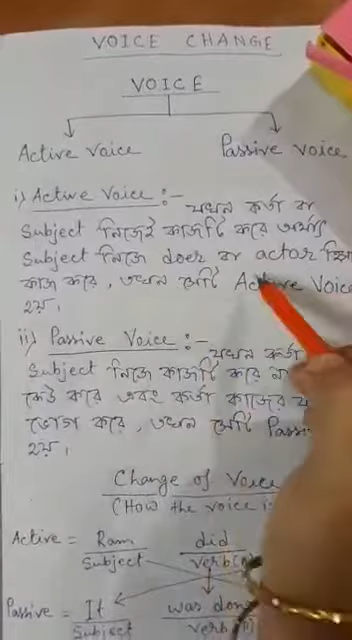 VOICE CHANGE
VOICE
Active Voice Passive Voice
i) Active Voice :- যখন কর্তা বা
Subject নিজেই কাজটি করে অর্থাৎ
Subject নিজে doer বা actor
কাজ করে, তখন সেটি Active Voice
হয়।
ii) Passive Voice :- যখন কর্তা
Subject নিজে কাজটি করে না
কেউ করে এবং কর্তা কাজের
ভোগ করে, তখন সেটি
হয়।
Change of Voice
(How the voice
Active = Ram did
Subject verb
Passive = It was done
Subject verb